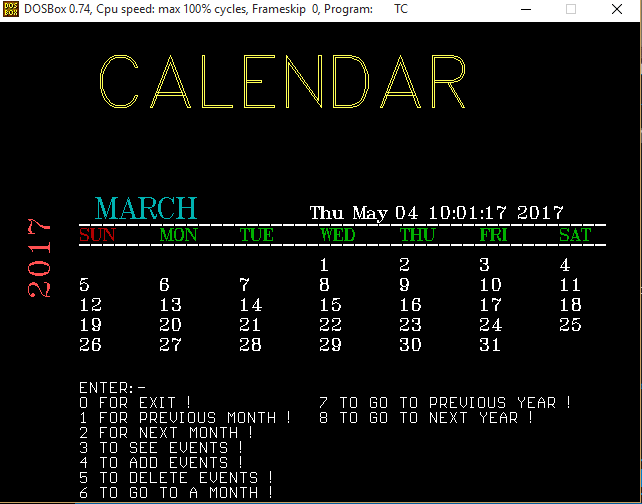 DOSBox 0.74, Cpu speed: max 100% cycles, Frameskip 0, Program: TC
CALENDAR
MARCH Thu May 04 10:01:17 2017
2017
SUN MON TUE WED THU FRI SAT
1 2 3 4
5 6 7 8 9 10 11
12 13 14 15 16 17 18
19 20 21 22 23 24 25
26 27 28 29 30 31
ENTER:-
0 FOR EXIT ! 7 TO GO TO PREVIOUS YEAR !
1 FOR PREVIOUS MONTH ! 8 TO GO TO NEXT YEAR !
2 FOR NEXT MONTH !
3 TO SEE EVENTS !
4 TO ADD EVENTS !
5 TO DELETE EVENTS !
6 TO GO TO A MONTH !